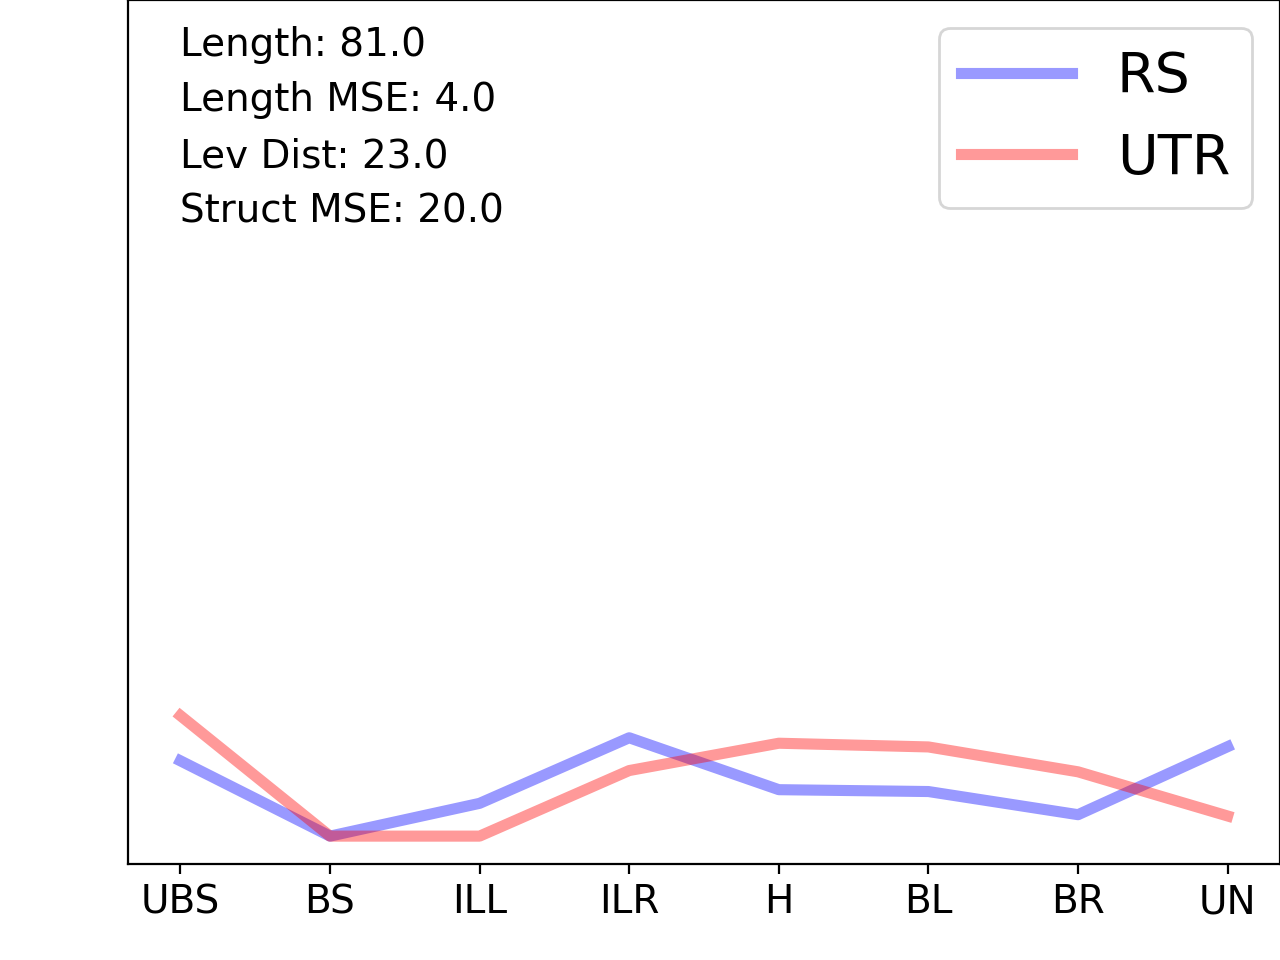 Length: 81.0
Length MSE: 4.0
Lev Dist: 23.0
Struct MSE: 20.0
RS
UTR
UBS BS ILL ILR H BL BR UN